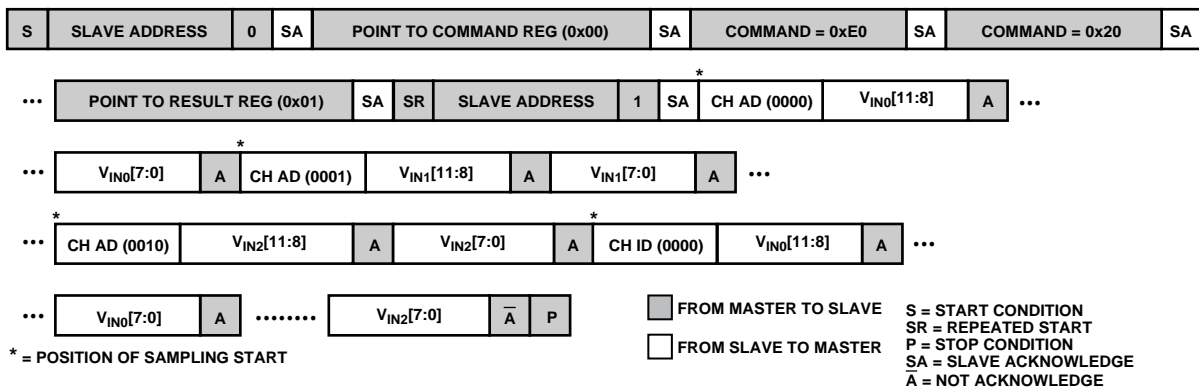 S SLAVE ADDRESS 0 SA POINT TO COMMAND REG (0x00) SA COMMAND = 0xE0 SA COMMAND = 0x20 SA
*
••• POINT TO RESULT REG (0x01) SA SR SLAVE ADDRESS 1 SA CH AD (0000) VIN0[11:8] A •••
*
••• VIN0[7:0] A CH AD (0001) VIN1[11:8] A VIN1[7:0] A •••
* *
••• CH AD (0010) VIN2[11:8] A VIN2[7:0] A CH ID (0000) VIN0[11:8] A •••
••• VIN0[7:0] A •••••••• VIN2[7:0] A̅ P
* = POSITION OF SAMPLING START
FROM MASTER TO SLAVE
FROM SLAVE TO MASTER
S = START CONDITION
SR = REPEATED START
P = STOP CONDITION
SA = SLAVE ACKNOWLEDGE
A̅ = NOT ACKNOWLEDGE